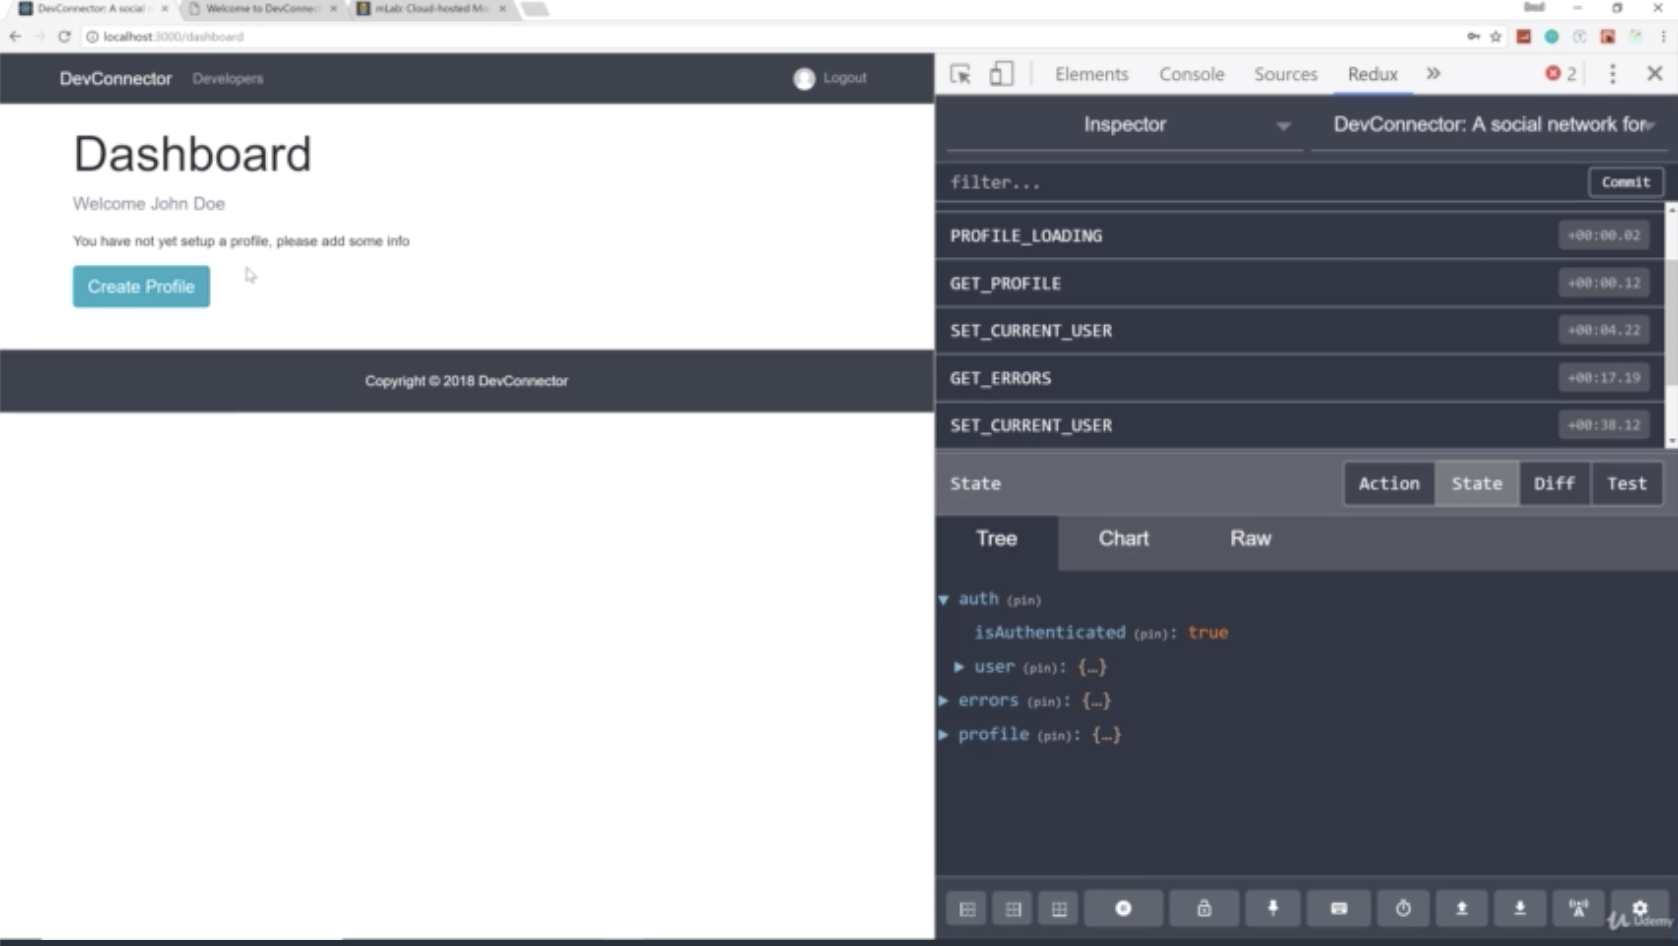 DevConnector: A social
Welcome to DevConnect
mLab: Cloud-hosted Mo
localhost:3000/dashboard
DevConnector
Developers
Logout
Dashboard
Welcome John Doe
You have not yet setup a profile, please add some info
Create Profile
Copyright © 2018 DevConnector
Elements
Console
Sources
Redux
2
Inspector
DevConnector: A social network for
filter...
Commit
PROFILE_LOADING
+00:00.02
GET_PROFILE
+00:00.12
SET_CURRENT_USER
+00:04.22
GET_ERRORS
+00:17.19
SET_CURRENT_USER
+00:38.12
State
Action
State
Diff
Test
Tree
Chart
Raw
auth (pin)
isAuthenticated (pin): true
user (pin): {…}
errors (pin): {…}
profile (pin): {…}
Udemy